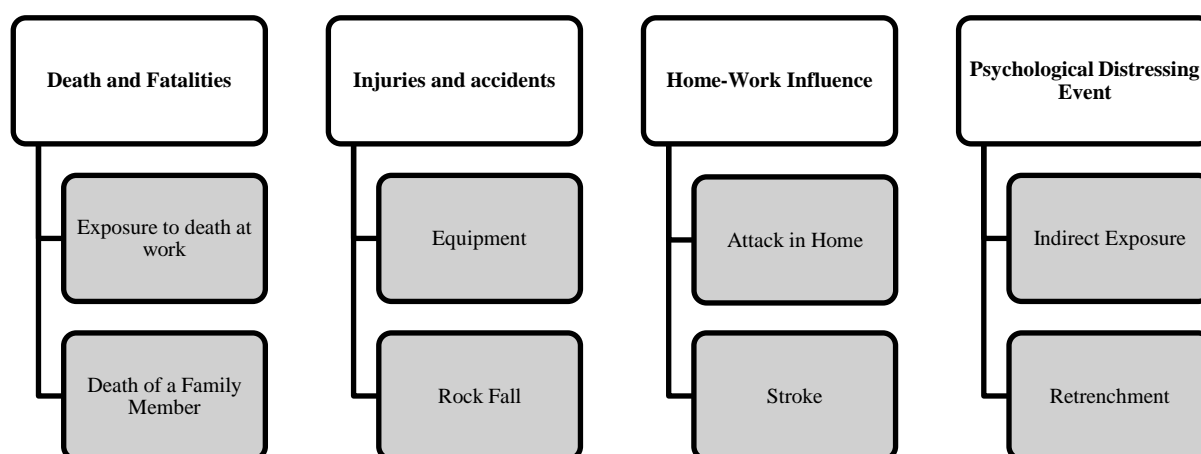 Death and Fatalities
Exposure to death at
work
Death of a Family
Member
Injuries and accidents
Equipment
Rock Fall
Home-Work Influence
Attack in Home
Stroke
Psychological Distressing
Event
Indirect Exposure
Retrenchment